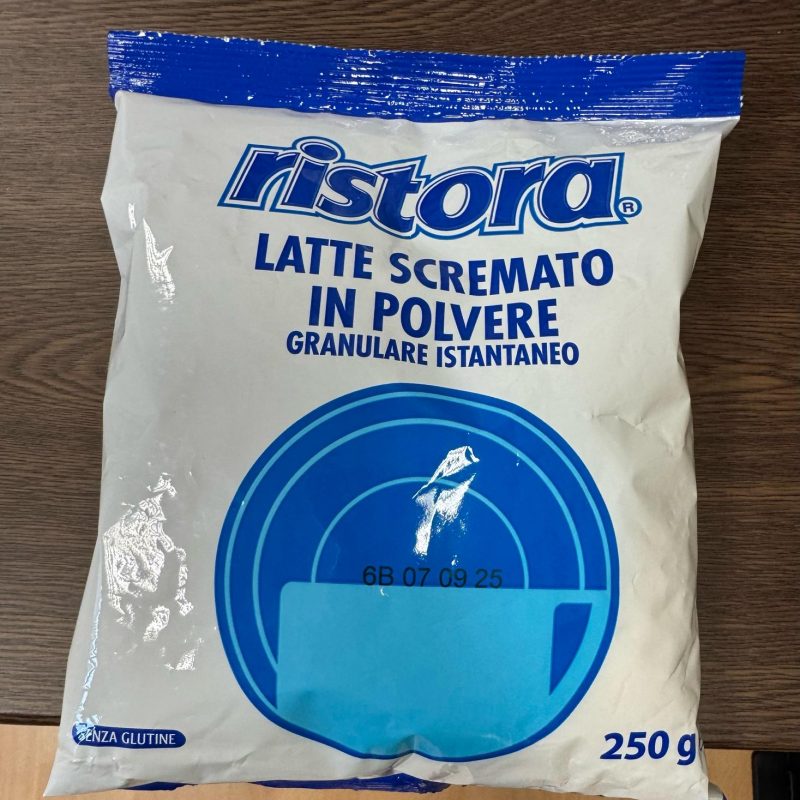 ristora®
LATTE SCREMATO
IN POLVERE
GRANULARE ISTANTANEO
6B 07 09 25
SENZA GLUTINE
250 g